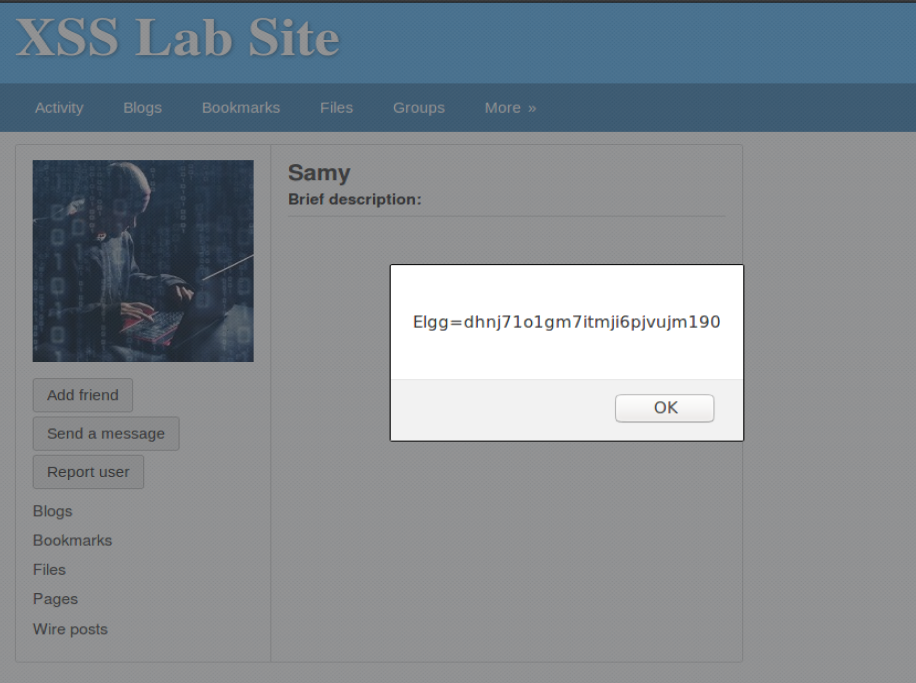 XSS Lab Site
Activity Blogs Bookmarks Files Groups More »
Samy
Brief description:
Elgg=dhnj71o1gm7itmji6pjvujm190
OK
Add friend
Send a message
Report user
Blogs
Bookmarks
Files
Pages
Wire posts